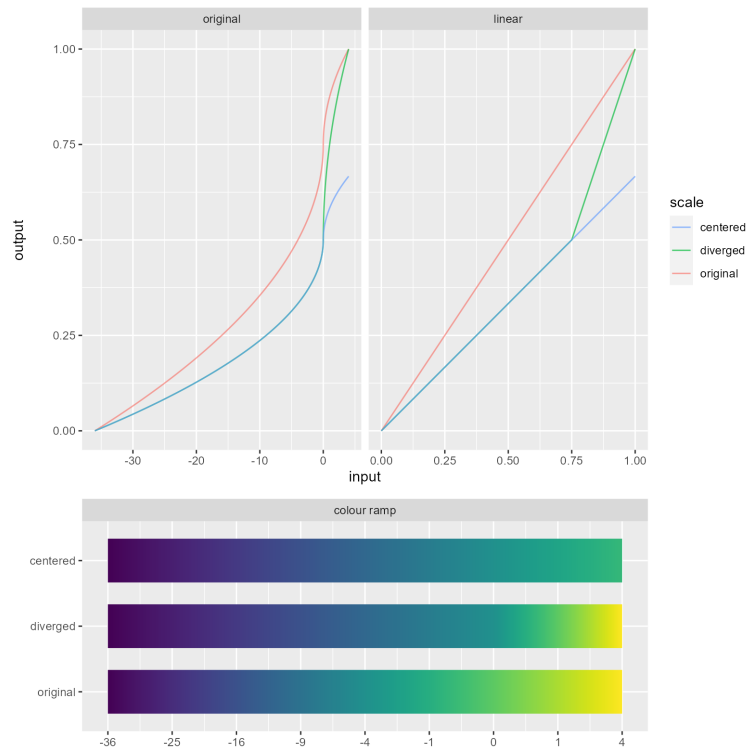 original
linear
1.00
0.75
0.50
0.25
0.00
output
-30
-20
-10
0
0.00
0.25
0.50
0.75
1.00
input
scale
centered
diverged
original
colour ramp
centered
diverged
original
-36
-25
-16
-9
-4
-1
0
1
4